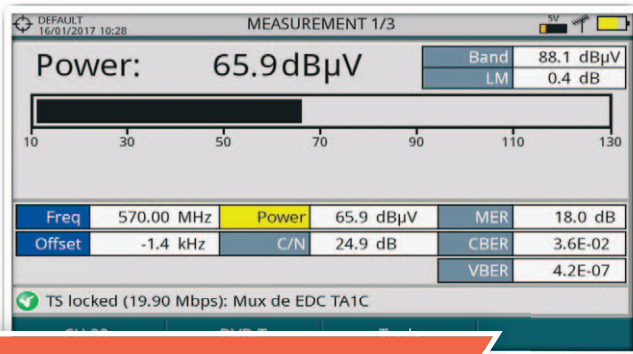 DEFAULT
16/01/2017 10:28
MEASUREMENT 1/3
5V
Power: 65.9dBµV
Band 88.1 dBµV
LM 0.4 dB
10 30 50 70 90 110 130
Freq 570.00 MHz Power 65.9 dBµV MER 18.0 dB
Offset -1.4 kHz C/N 24.9 dB CBER 3.6E-02
VBER 4.2E-07
TS locked (19.90 Mbps): Mux de EDC TA1C